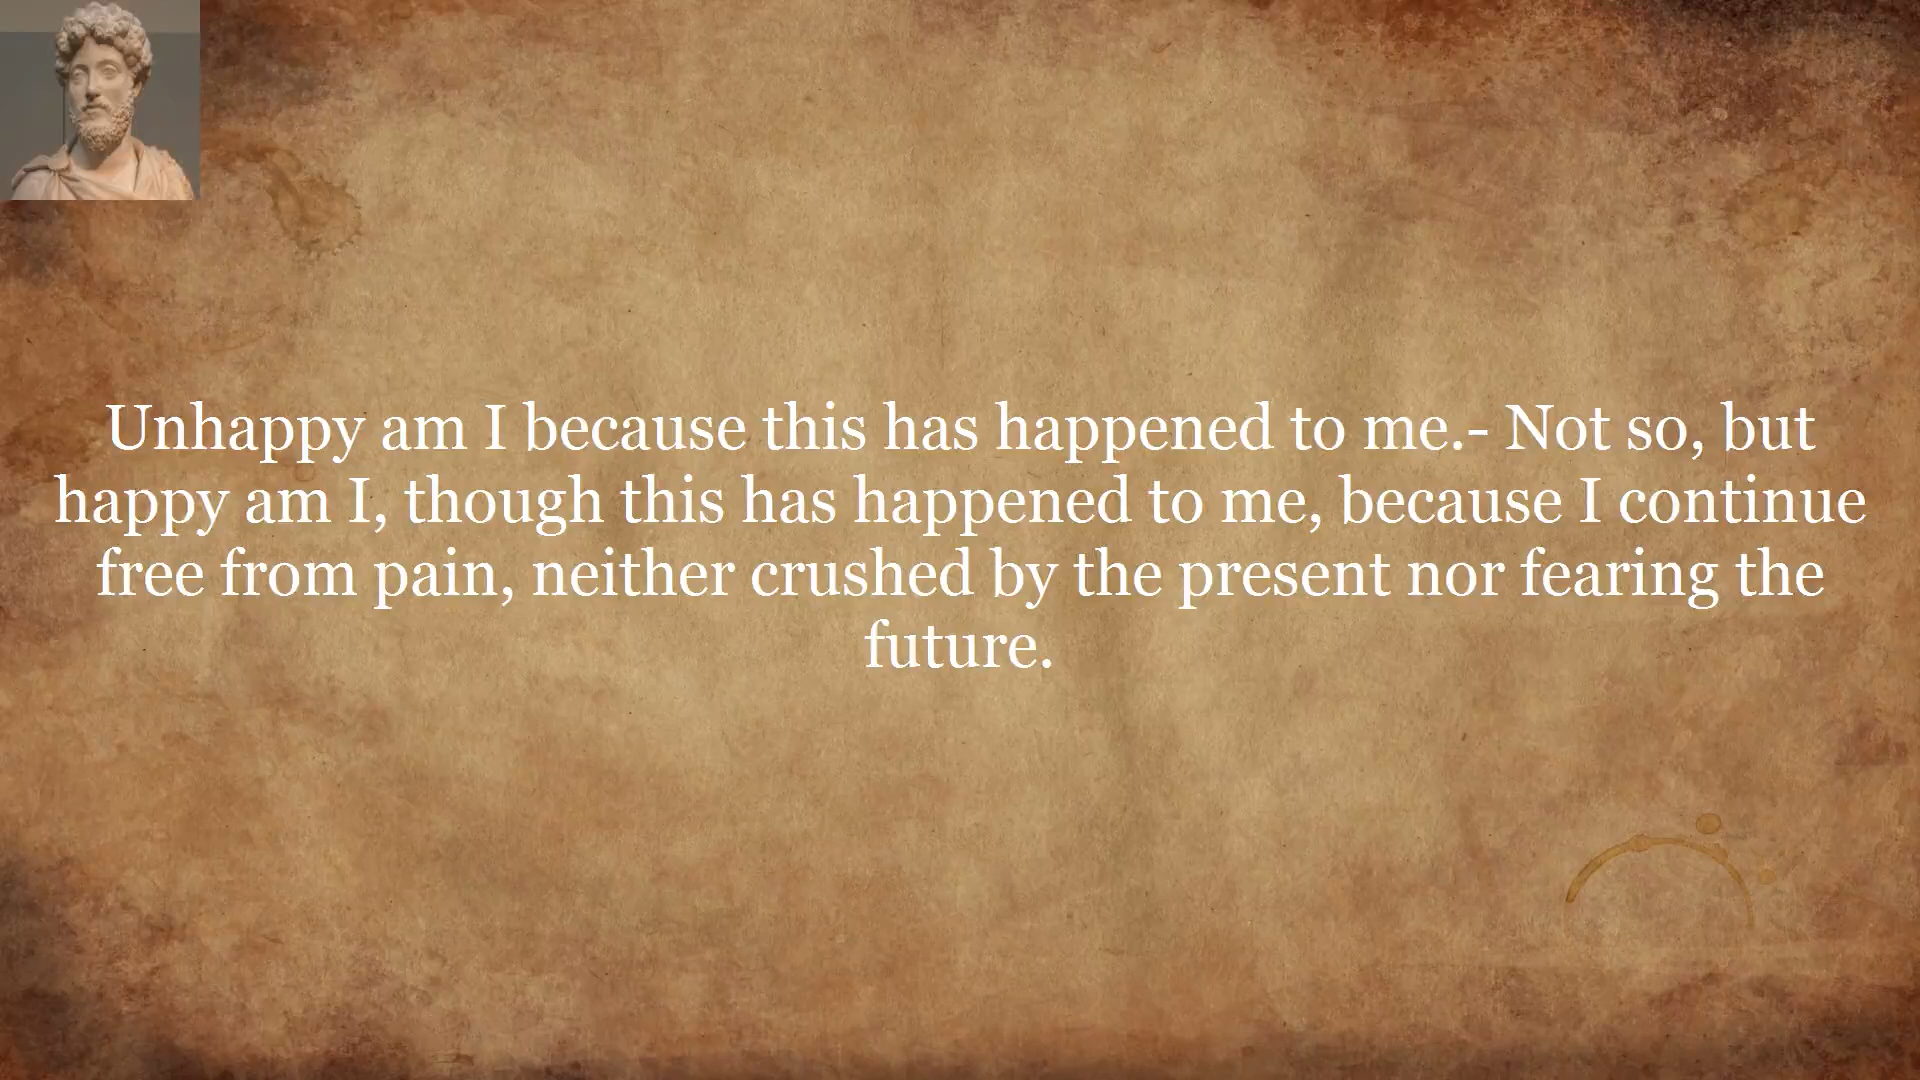 Unhappy am I because this has happened to me.- Not so, but
happy am I, though this has happened to me, because I continue
free from pain, neither crushed by the present nor fearing the
future.